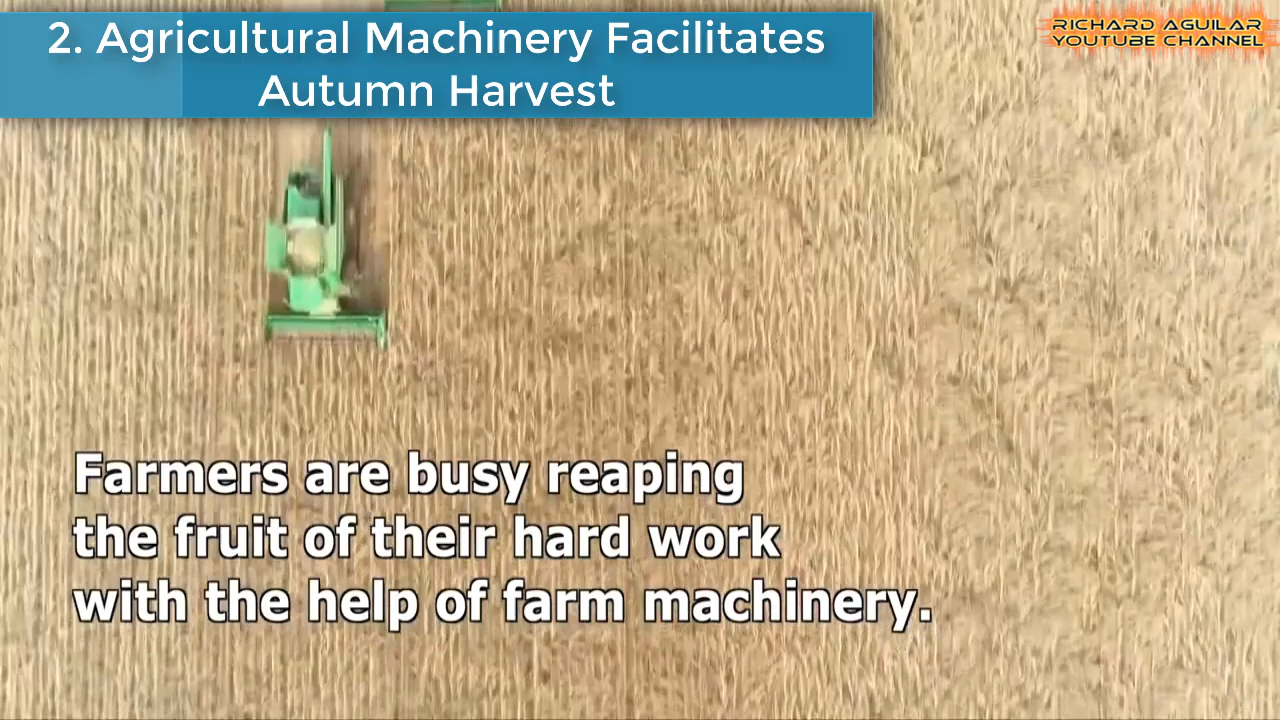 2. Agricultural Machinery Facilitates
Autumn Harvest
RICHARD AGUILAR
YOUTUBE CHANNEL
Farmers are busy reaping
the fruit of their hard work
with the help of farm machinery.